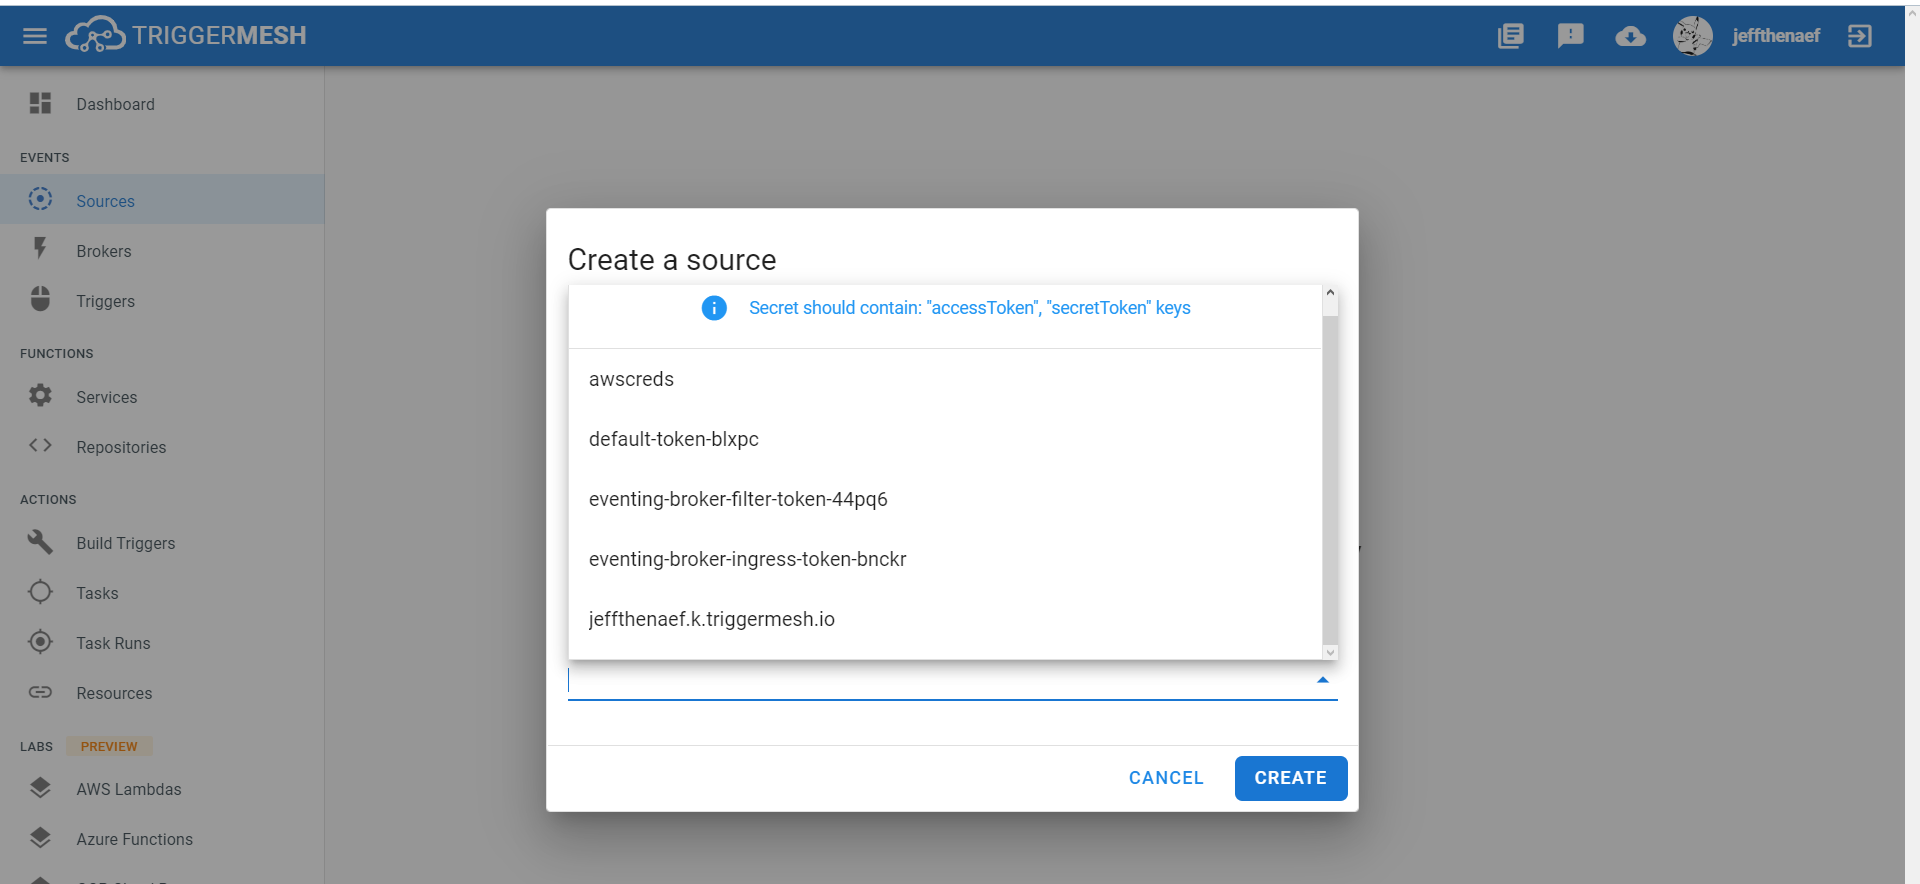 TRIGGERMESH
jeffthenaef
Dashboard
EVENTS
Sources
Brokers
Triggers
FUNCTIONS
Services
Repositories
ACTIONS
Build Triggers
Tasks
Task Runs
Resources
LABS PREVIEW
AWS Lambdas
Azure Functions
Create a source
Secret should contain: "accessToken", "secretToken" keys
awscreds
default-token-blxpc
eventing-broker-filter-token-44pq6
eventing-broker-ingress-token-bnckr
jeffthenaef.k.triggermesh.io
CANCEL
CREATE